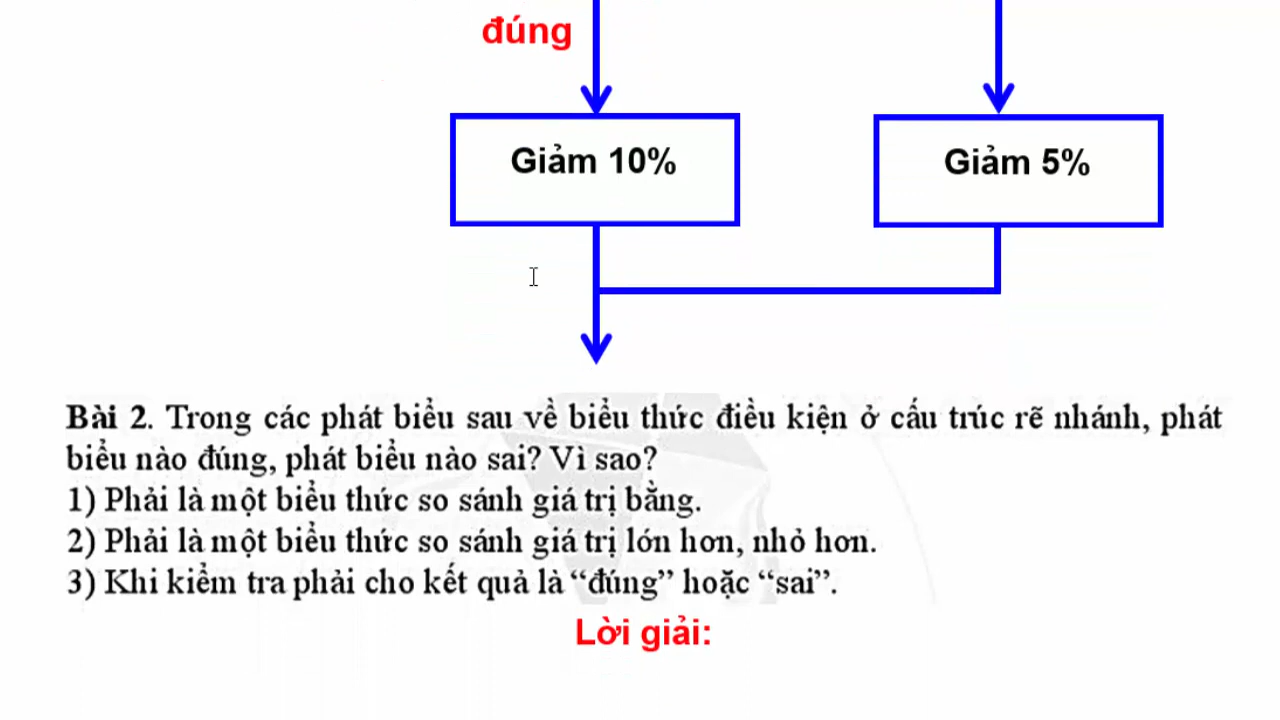 đúng
Giảm 10%
Giảm 5%
Bài 2. Trong các phát biểu sau về biểu thức điều kiện ở cấu trúc rẽ nhánh, phát
biểu nào đúng, phát biểu nào sai? Vì sao?
1) Phải là một biểu thức so sánh giá trị bằng.
2) Phải là một biểu thức so sánh giá trị lớn hơn, nhỏ hơn.
3) Khi kiểm tra phải cho kết quả là “đúng” hoặc “sai”.
Lời giải: